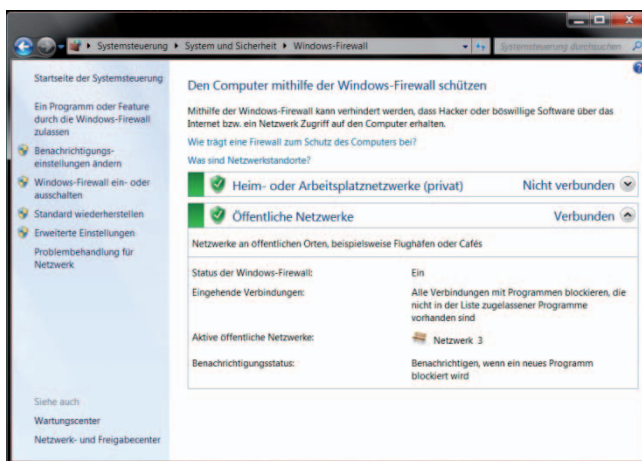 Systemsteuerung ▸ System und Sicherheit ▸ Windows-Firewall
Systemsteuerung durchsuchen
Startseite der Systemsteuerung
Ein Programm oder Feature
durch die Windows-Firewall
zulassen
Benachrichtigungs-
einstellungen ändern
Windows-Firewall ein- oder
ausschalten
Standard wiederherstellen
Erweiterte Einstellungen
Problembehandlung für
Netzwerk
Siehe auch
Wartungscenter
Netzwerk- und Freigabecenter
Den Computer mithilfe der Windows-Firewall schützen
Mithilfe der Windows-Firewall kann verhindert werden, dass Hacker oder böswillige Software über das
Internet bzw. ein Netzwerk Zugriff auf den Computer erhalten.
Wie trägt eine Firewall zum Schutz des Computers bei?
Was sind Netzwerkstandorte?
Heim- oder Arbeitsplatznetzwerke (privat) Nicht verbunden
Öffentliche Netzwerke Verbunden
Netzwerke an öffentlichen Orten, beispielsweise Flughäfen oder Cafés
Status der Windows-Firewall: Ein
Eingehende Verbindungen: Alle Verbindungen mit Programmen blockieren, die
nicht in der Liste zugelassener Programme
vorhanden sind
Aktive öffentliche Netzwerke: Netzwerk 3
Benachrichtigungsstatus: Benachrichtigen, wenn ein neues Programm
blockiert wird